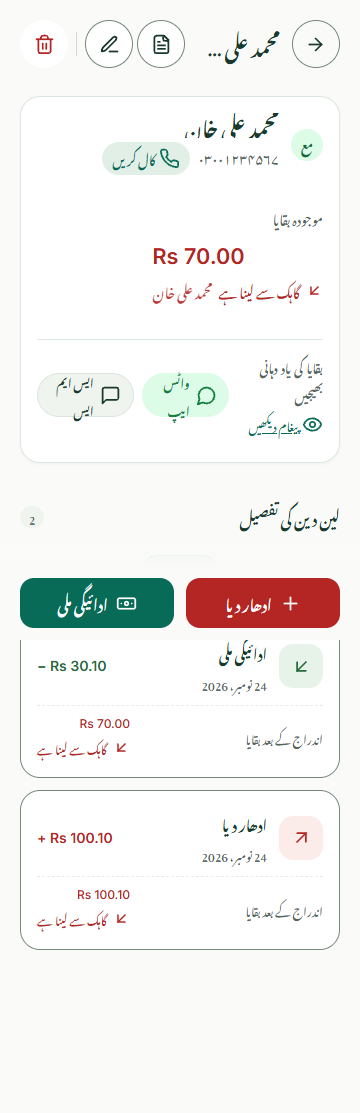 محمد علی ...
مع
محمد علی خان
۰۳۰۰۱۲۳۴۵۶۷
کال کریں
موجودہ بقایا
Rs 70.00
گاہک سے لینا ہے محمد علی خان
بقایا کی یاد دہانی
بھیجیں
پیغام دیکھیں
واٹس
ایپ
ایس ایم
ایس
لین دین کی تفصیل
2
ادھار دیا
ادائیگی ملی
ادائیگی ملی
24 نومبر، 2026
− Rs 30.10
اندراج کے بعد بقایا
Rs 70.00
گاہک سے لینا ہے
ادھار دیا
24 نومبر، 2026
+ Rs 100.10
اندراج کے بعد بقایا
Rs 100.10
گاہک سے لینا ہے